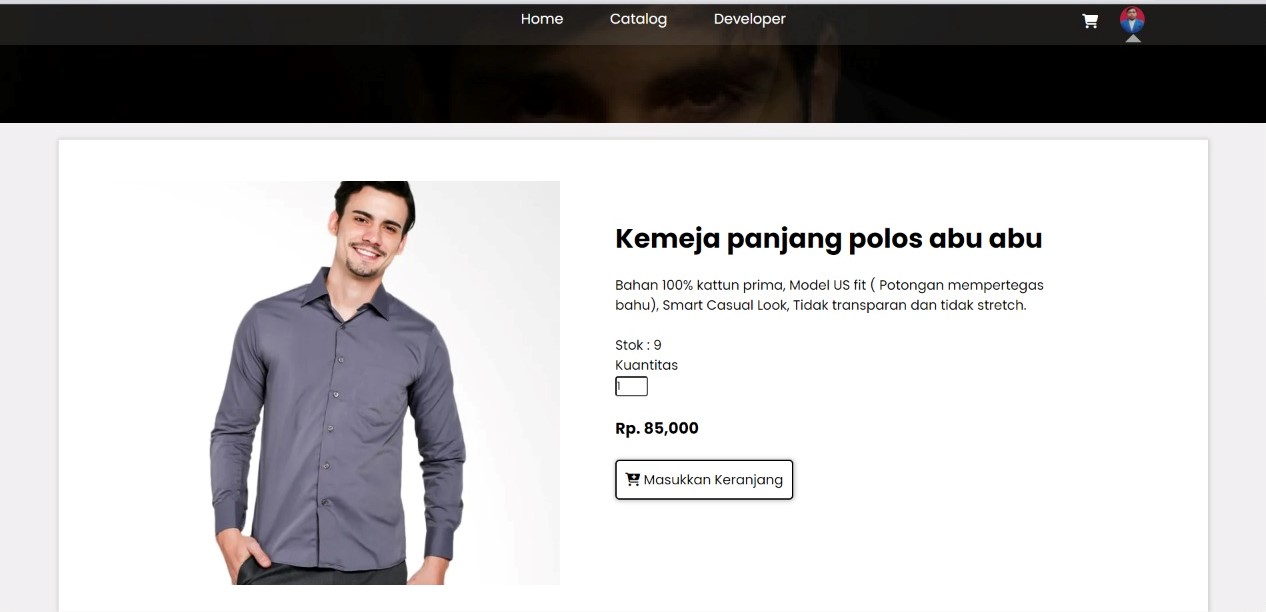 Home Catalog Developer
Kemeja panjang polos abu abu
Bahan 100% kattun prima, Model US fit ( Potongan mempertegas
bahu), Smart Casual Look, Tidak transparan dan tidak stretch.
Stok : 9
Kuantitas
1
Rp. 85,000
Masukkan Keranjang